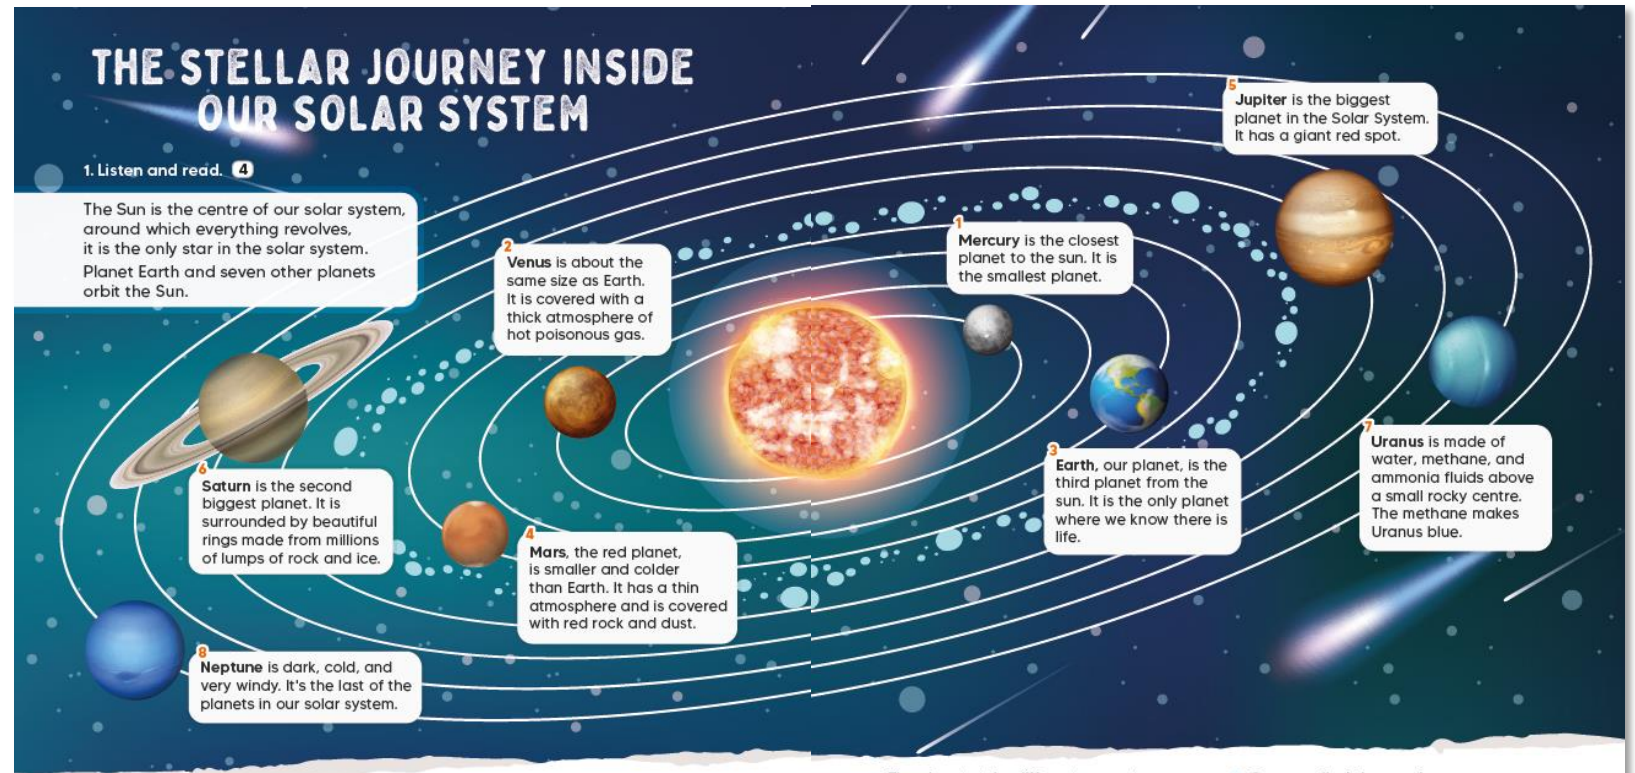 THE STELLAR JOURNEY INSIDE
OUR SOLAR SYSTEM
1. Listen and read. 4
The Sun is the centre of our solar system,
around which everything revolves,
it is the only star in the solar system.
Planet Earth and seven other planets
orbit the Sun.
1
Mercury is the closest
planet to the sun. It is
the smallest planet.
2
Venus is about the
same size as Earth.
It is covered with a
thick atmosphere of
hot poisonous gas.
3
Earth, our planet, is the
third planet from the
sun. It is the only planet
where we know there is
life.
4
Mars, the red planet,
is smaller and colder
than Earth. It has a thin
atmosphere and is covered
with red rock and dust.
5
Jupiter is the biggest
planet in the Solar System.
It has a giant red spot.
6
Saturn is the second
biggest planet. It is
surrounded by beautiful
rings made from millions
of lumps of rock and ice.
7
Uranus is made of
water, methane, and
ammonia fluids above
a small rocky centre.
The methane makes
Uranus blue.
8
Neptune is dark, cold, and
very windy. It's the last of the
planets in our solar system.